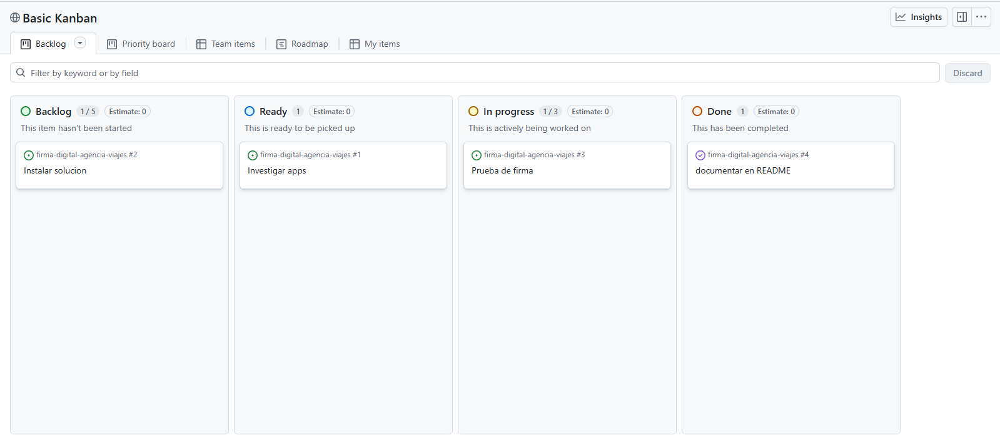 Basic Kanban
Insights
Backlog
Priority board
Team items
Roadmap
My items
Filter by keyword or by field
Discard
Backlog 1 / 5 Estimate: 0
This item hasn't been started
firma-digital-agencia-viajes #2
Instalar solucion
Ready 1 Estimate: 0
This is ready to be picked up
firma-digital-agencia-viajes #1
Investigar apps
In progress 1 / 3 Estimate: 0
This is actively being worked on
firma-digital-agencia-viajes #3
Prueba de firma
Done 1 Estimate: 0
This has been completed
firma-digital-agencia-viajes #4
documentar en README